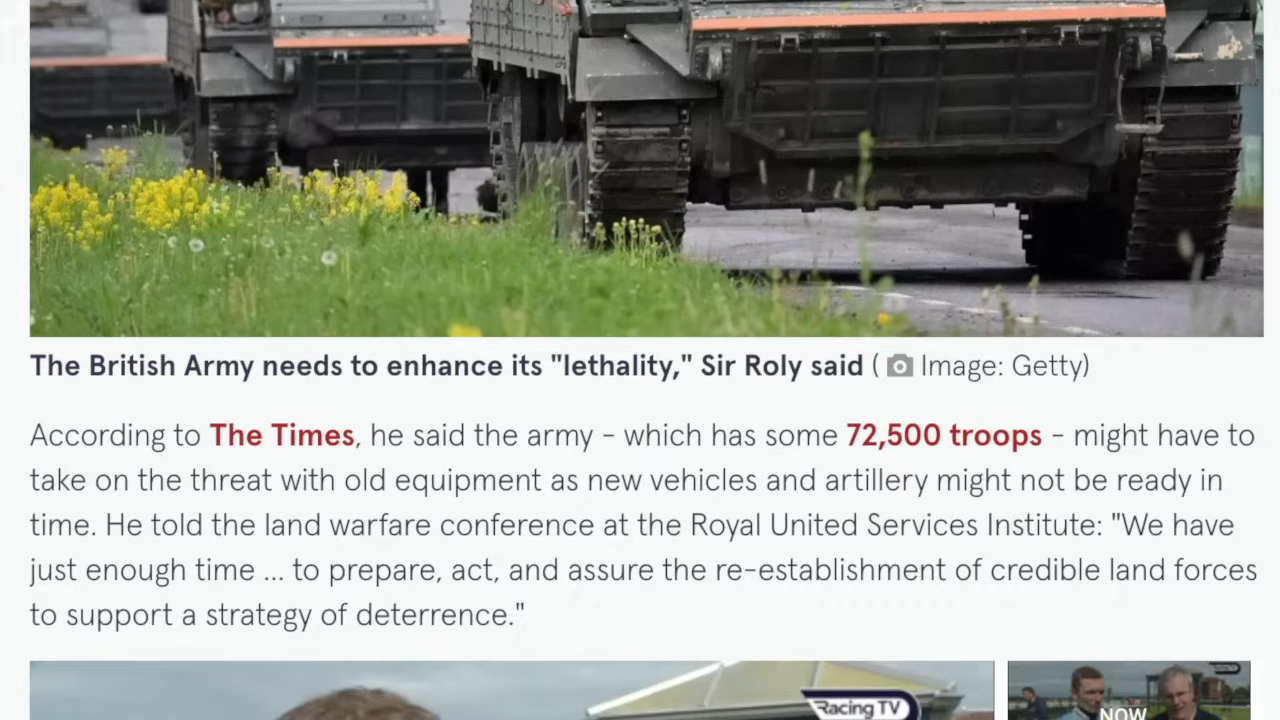 The British Army needs to enhance its "lethality," Sir Roly said ( Image: Getty)
According to The Times, he said the army – which has some 72,500 troops – might have to
take on the threat with old equipment as new vehicles and artillery might not be ready in
time. He told the land warfare conference at the Royal United Services Institute: "We have
just enough time ... to prepare, act, and assure the re-establishment of credible land forces
to support a strategy of deterrence."
Racing TV
NOW